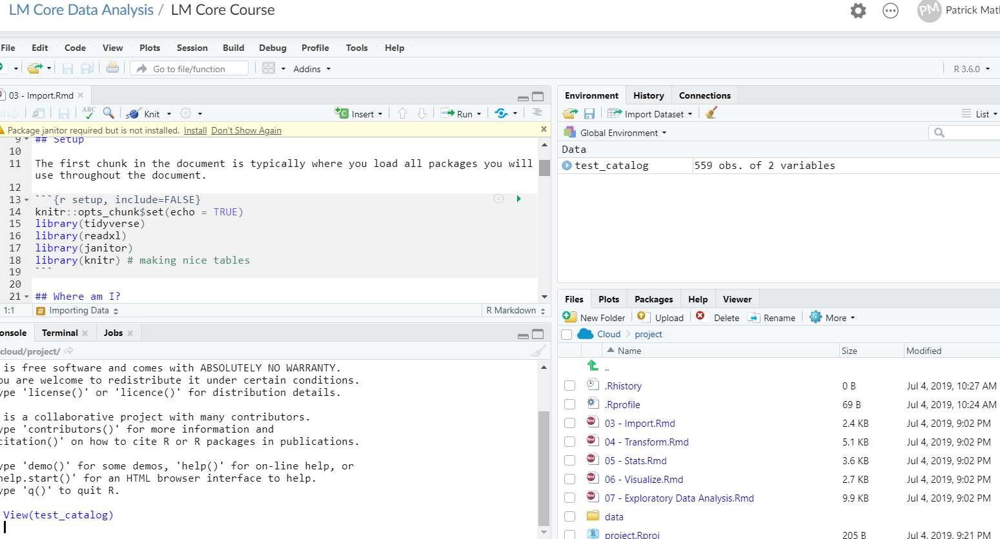 LM Core Data Analysis / LM Core Course
PM
Patrick Mat
File Edit Code View Plots Session Build Debug Profile Tools Help
Go to file/function
Addins
R 3.6.0
03 - Import.Rmd
ABC
Knit
Insert
Run
Package janitor required but is not installed. Install Don't Show Again
9 ## Setup
10
11 The first chunk in the document is typically where you load all packages you will
use throughout the document.
12
13 ```{r setup, include=FALSE}
14 knitr::opts_chunk$set(echo = TRUE)
15 library(tidyverse)
16 library(readxl)
17 library(janitor)
18 library(knitr) # making nice tables
19 ```
20
21 ## Where am I?
1:1 # Importing Data R Markdown
onsole Terminal Jobs
cloud/project/
is free software and comes with ABSOLUTELY NO WARRANTY.
ou are welcome to redistribute it under certain conditions.
ype 'license()' or 'licence()' for distribution details.
is a collaborative project with many contributors.
ype 'contributors()' for more information and
citation()' on how to cite R or R packages in publications.
ype 'demo()' for some demos, 'help()' for on-line help, or
help.start()' for an HTML browser interface to help.
ype 'q()' to quit R.
View(test_catalog)
Environment History Connections
Import Dataset
List
Global Environment
Data
test_catalog 559 obs. of 2 variables
Files Plots Packages Help Viewer
New Folder Upload Delete Rename More
Cloud project
Name Size Modified
..
.Rhistory 0 B Jul 4, 2019, 10:27 AM
.Rprofile 69 B Jul 4, 2019, 10:24 AM
03 - Import.Rmd 2.4 KB Jul 4, 2019, 9:02 PM
04 - Transform.Rmd 5.1 KB Jul 4, 2019, 9:02 PM
05 - Stats.Rmd 3.6 KB Jul 4, 2019, 9:02 PM
06 - Visualize.Rmd 2.7 KB Jul 4, 2019, 9:02 PM
07 - Exploratory Data Analysis.Rmd 9.9 KB Jul 4, 2019, 9:02 PM
data
project.Rproj 205 B Jul 4, 2019, 9:21 PM